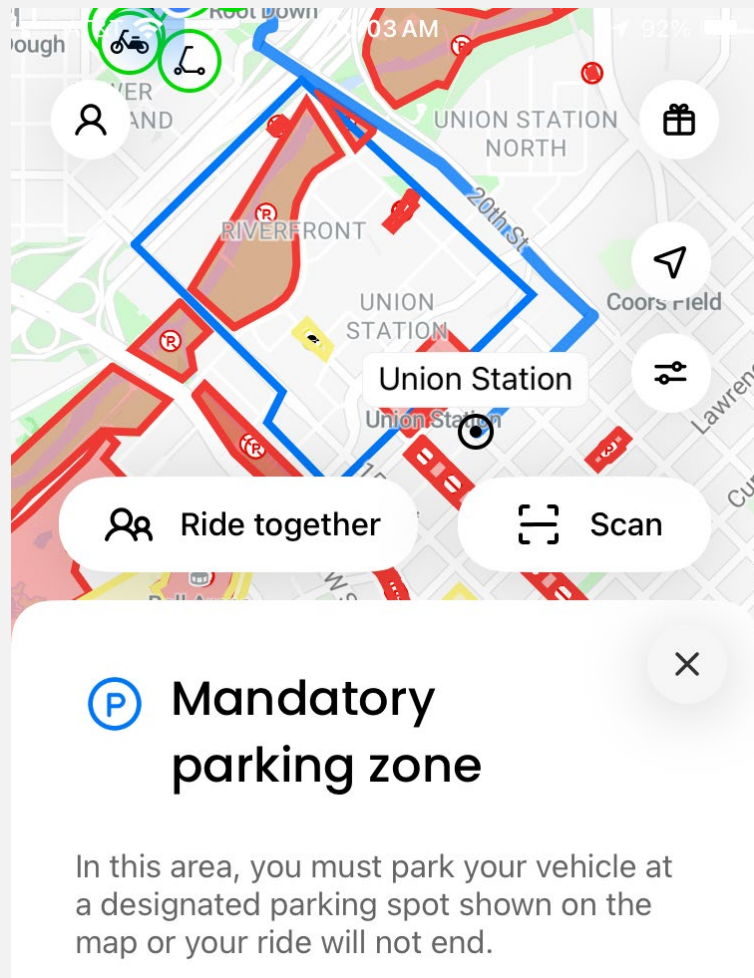 Root Down
03 AM
92%
ough
UNION STATION
NORTH
20th St
RIVERFRONT
UNION
STATION
Coors Field
Union Station
Union Station
Ride together
Scan
Mandatory
parking zone
In this area, you must park your vehicle at
a designated parking spot shown on the
map or your ride will not end.